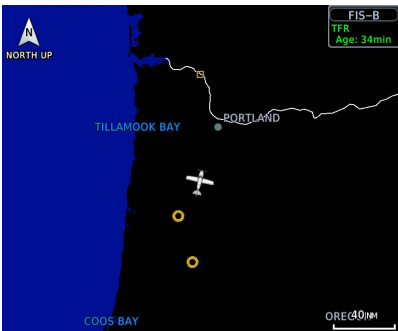 N
NORTH UP
FIS-B
TFR
Age: 34min
PORTLAND
TILLAMOOK BAY
COOS BAY
40NM